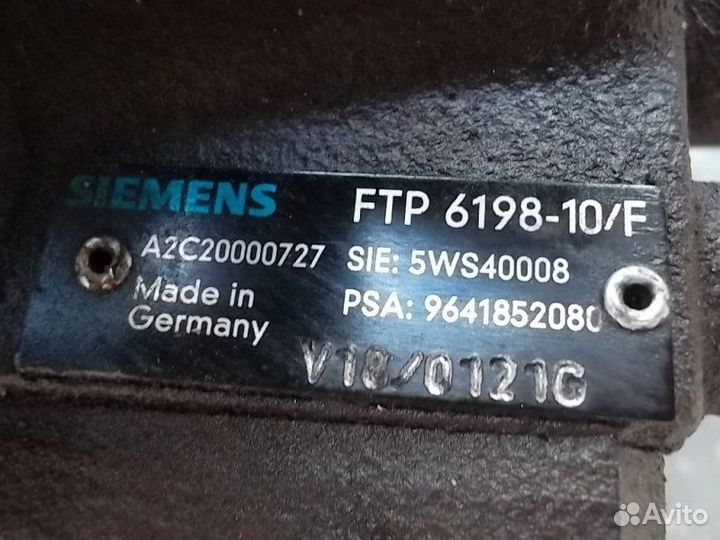 SIEMENS FTP 6198-10/F
A2C20000727 SIE: 5WS40008
Made in Germany PSA: 9641852080
V10/0121G
Avito